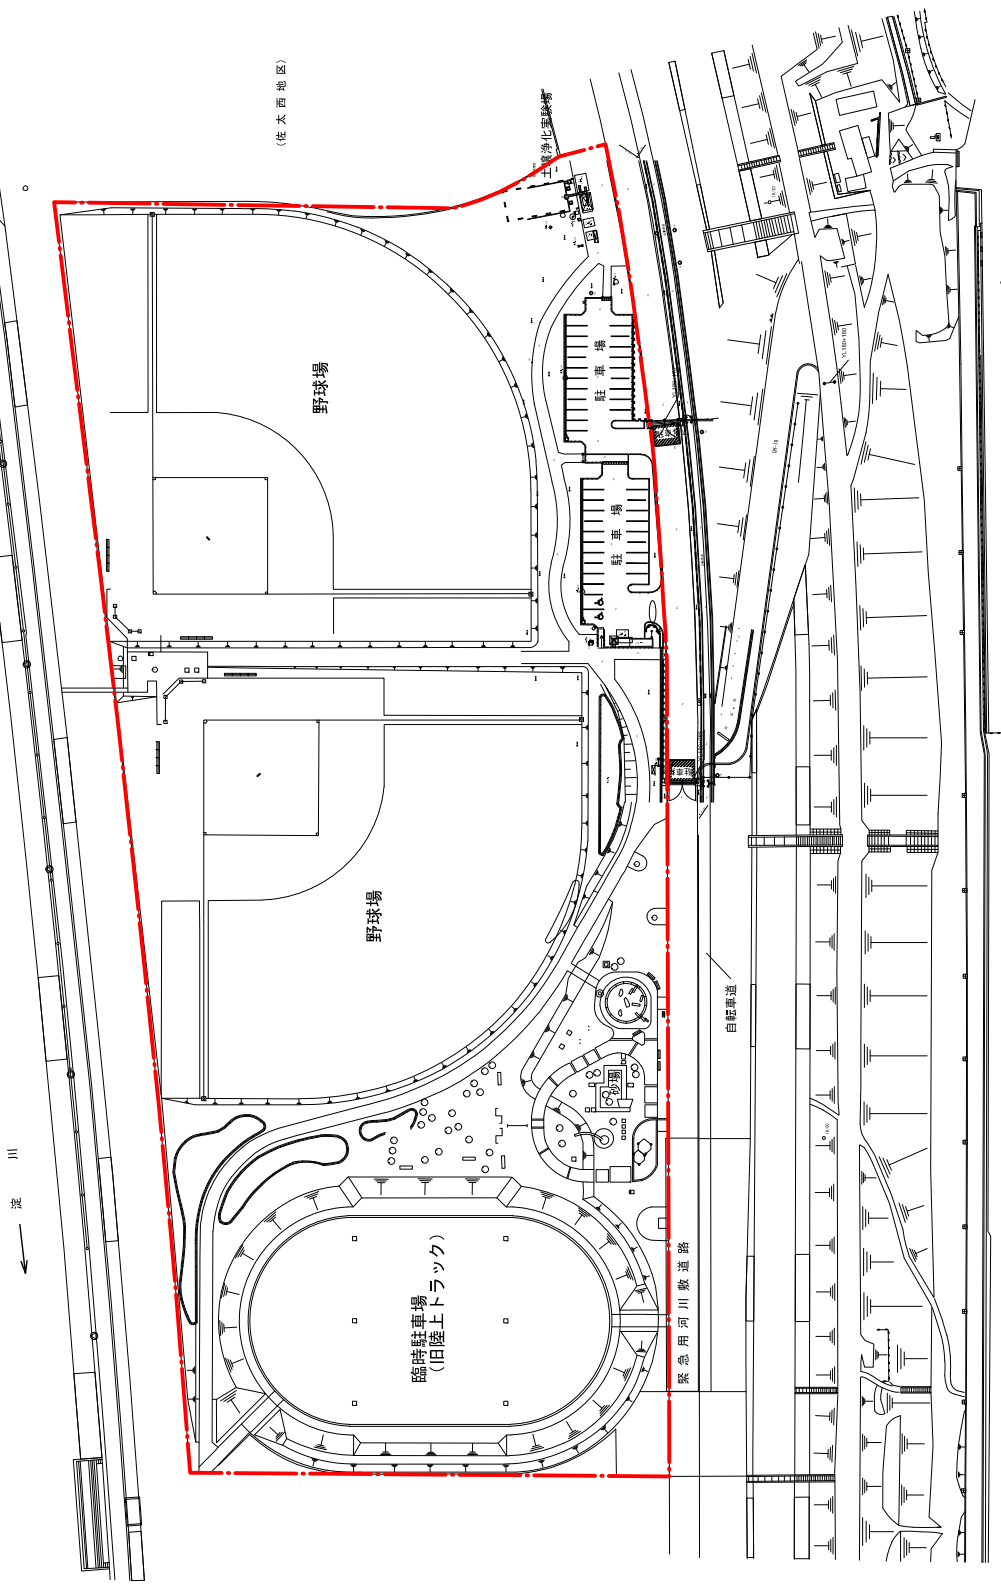 (佐太西地区)
土壌浄化実験場
野球場
駐車場
駐車場
YL180×180
野球場
自転車道
砂場
淀川
臨時駐車場
(旧陸上トラック)
緊急用河川敷道路